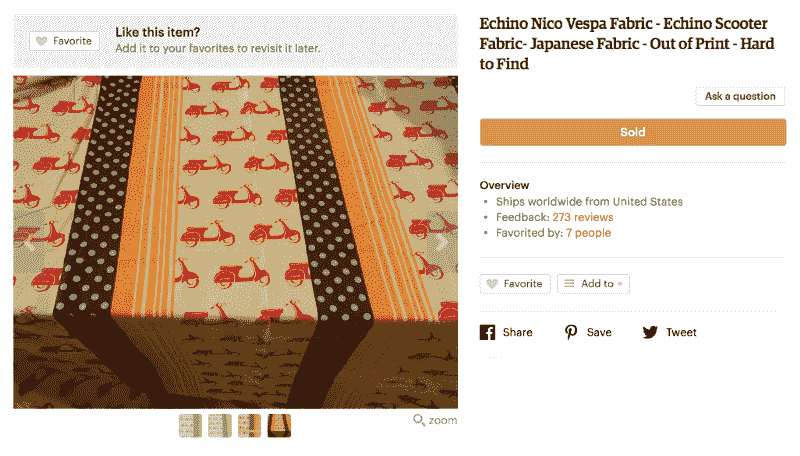 Favorite
Like this item?
Add it to your favorites to revisit it later.
zoom
Echino Nico Vespa Fabric - Echino Scooter
Fabric- Japanese Fabric - Out of Print - Hard
to Find
Ask a question
Sold
Overview
• Ships worldwide from United States
• Feedback: 273 reviews
• Favorited by: 7 people
Favorite Add to
Share Save Tweet